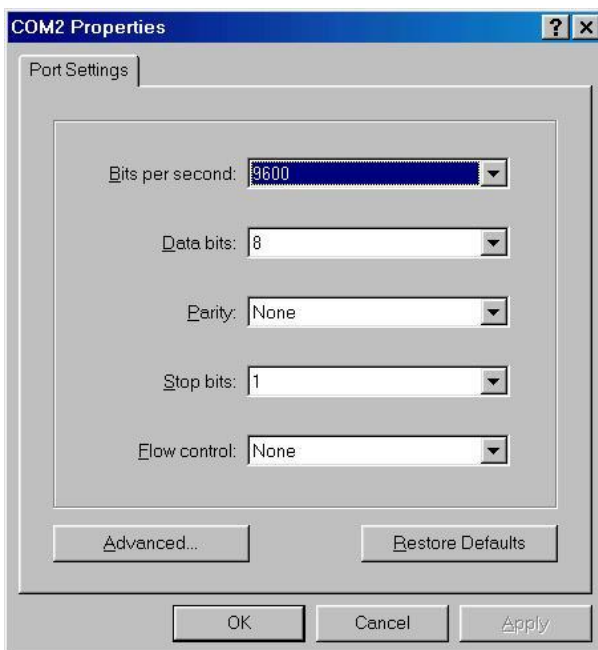 COM2 Properties
Port Settings
Bits per second: 9600
Data bits: 8
Parity: None
Stop bits: 1
Flow control: None
Advanced... Restore Defaults
OK Cancel Apply